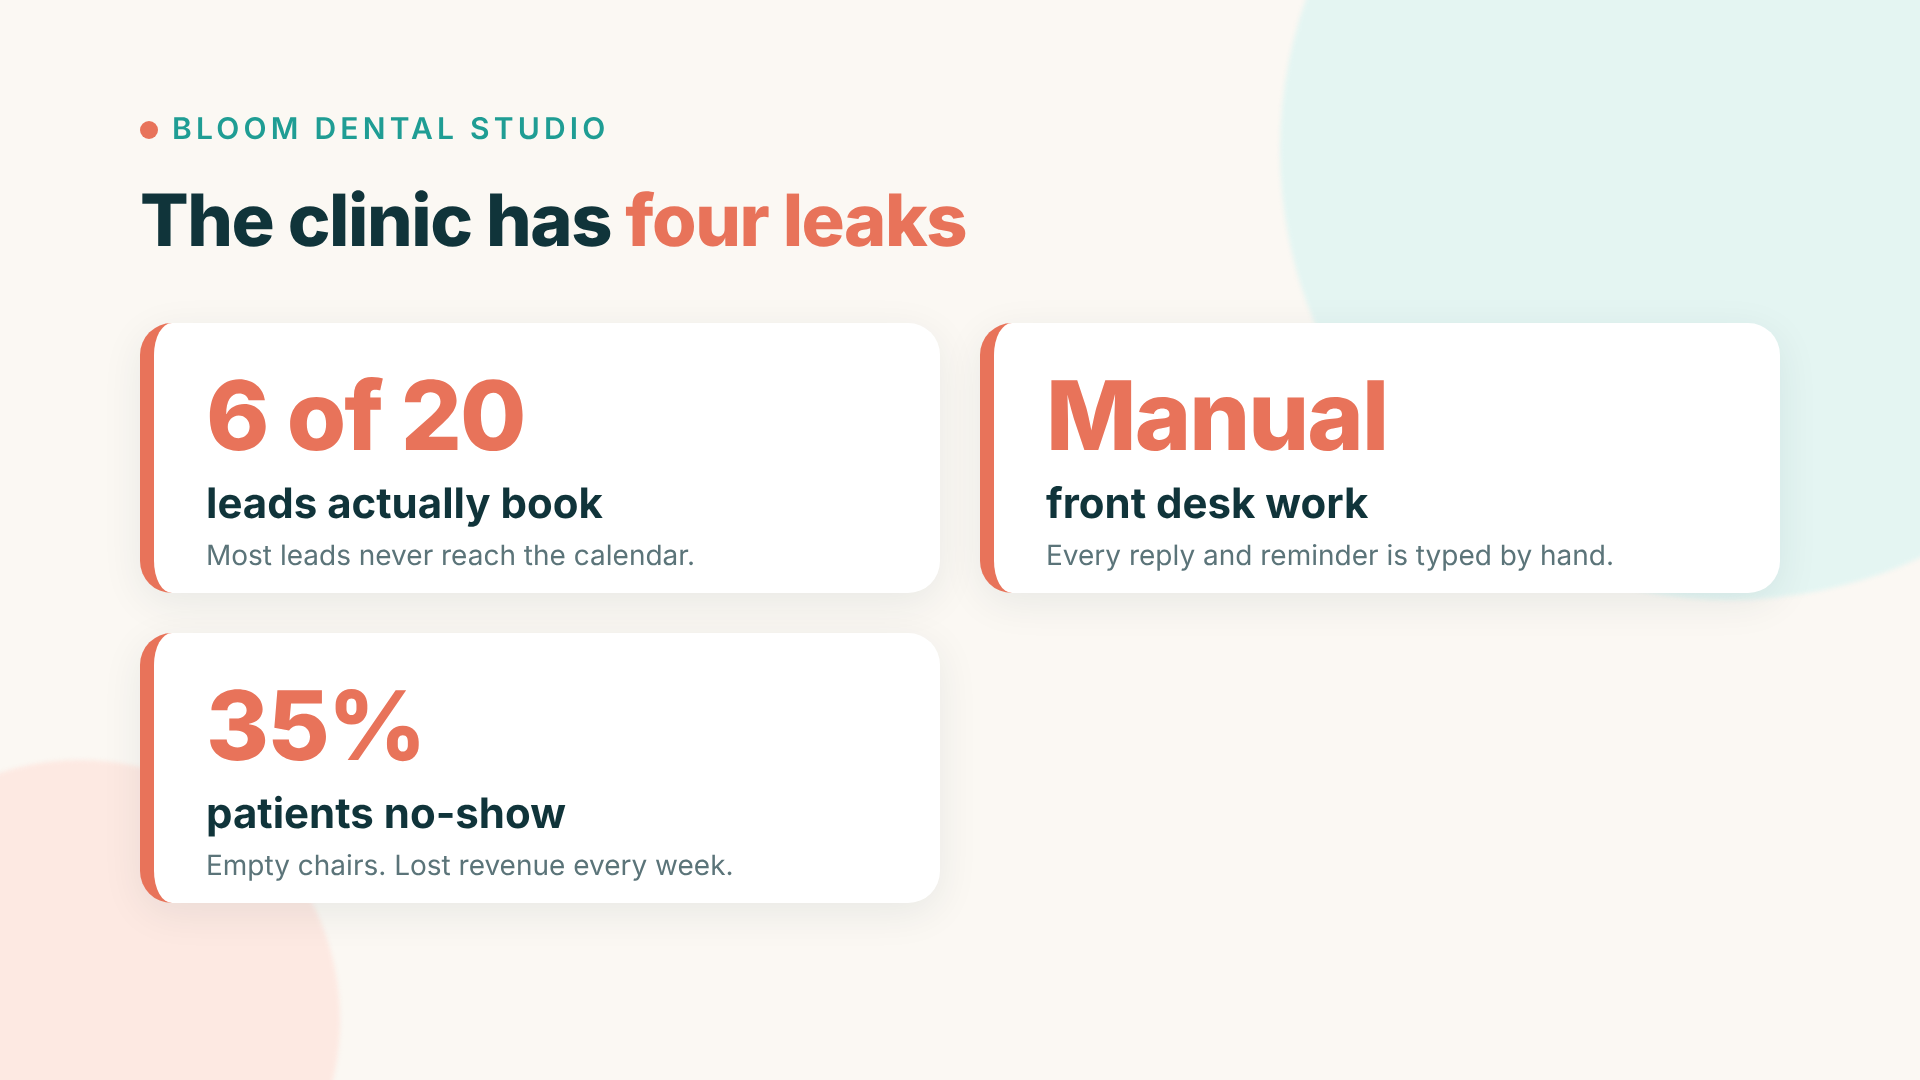 BLOOM DENTAL STUDIO
The clinic has four leaks
6 of 20
leads actually book
Most leads never reach the calendar.
Manual
front desk work
Every reply and reminder is typed by hand.
35%
patients no-show
Empty chairs. Lost revenue every week.